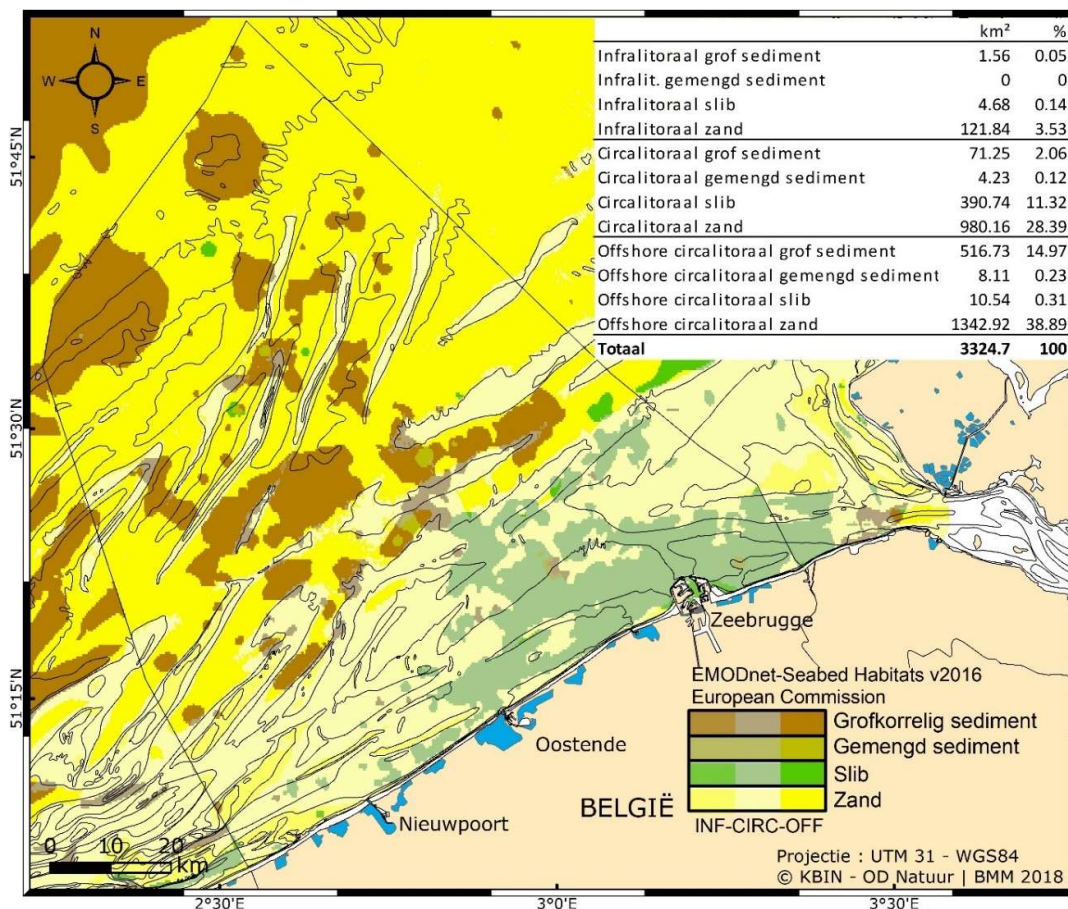 km² %
Infralitoraal grof sediment 1.56 0.05
Infralit. gemengd sediment 0 0
Infralitoraal slib 4.68 0.14
Infralitoraal zand 121.84 3.53
Circalitoraal grof sediment 71.25 2.06
Circalitoraal gemengd sediment 4.23 0.12
Circalitoraal slib 390.74 11.32
Circalitoraal zand 980.16 28.39
Offshore circalitoraal grof sediment 516.73 14.97
Offshore circalitoraal gemengd sediment 8.11 0.23
Offshore circalitoraal slib 10.54 0.31
Offshore circalitoraal zand 1342.92 38.89
Totaal 3324.7 100
N
W E
S
51°45'N
51°30'N
51°15'N
Zeebrugge
Oostende
Nieuwpoort
BELGIË
EMODnet-Seabed Habitats v2016
European Commission
Grofkorrelig sediment
Gemengd sediment
Slib
Zand
INF-CIRC-OFF
0 10 20
km
Projectie : UTM 31 - WGS84
© KBIN - OD Natuur | BMM 2018
2°30'E 3°0'E 3°30'E